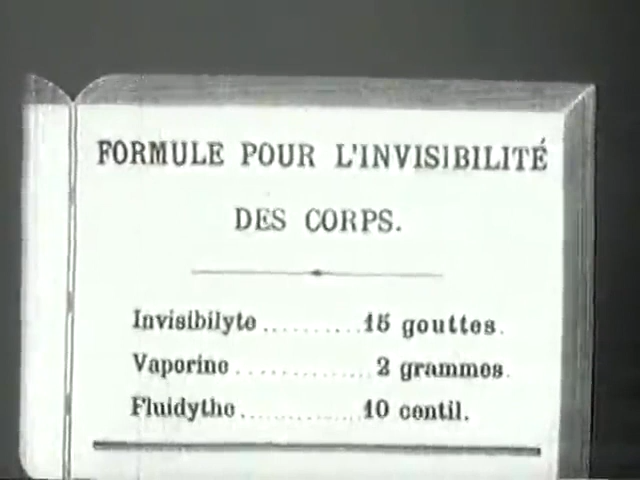 FORMULE POUR L'INVISIBILITÉ
DES CORPS.
Invisibilyte .......... 15 gouttes.
Vaporine ............. 2 grammes.
Fluidythe ............ 10 centil.